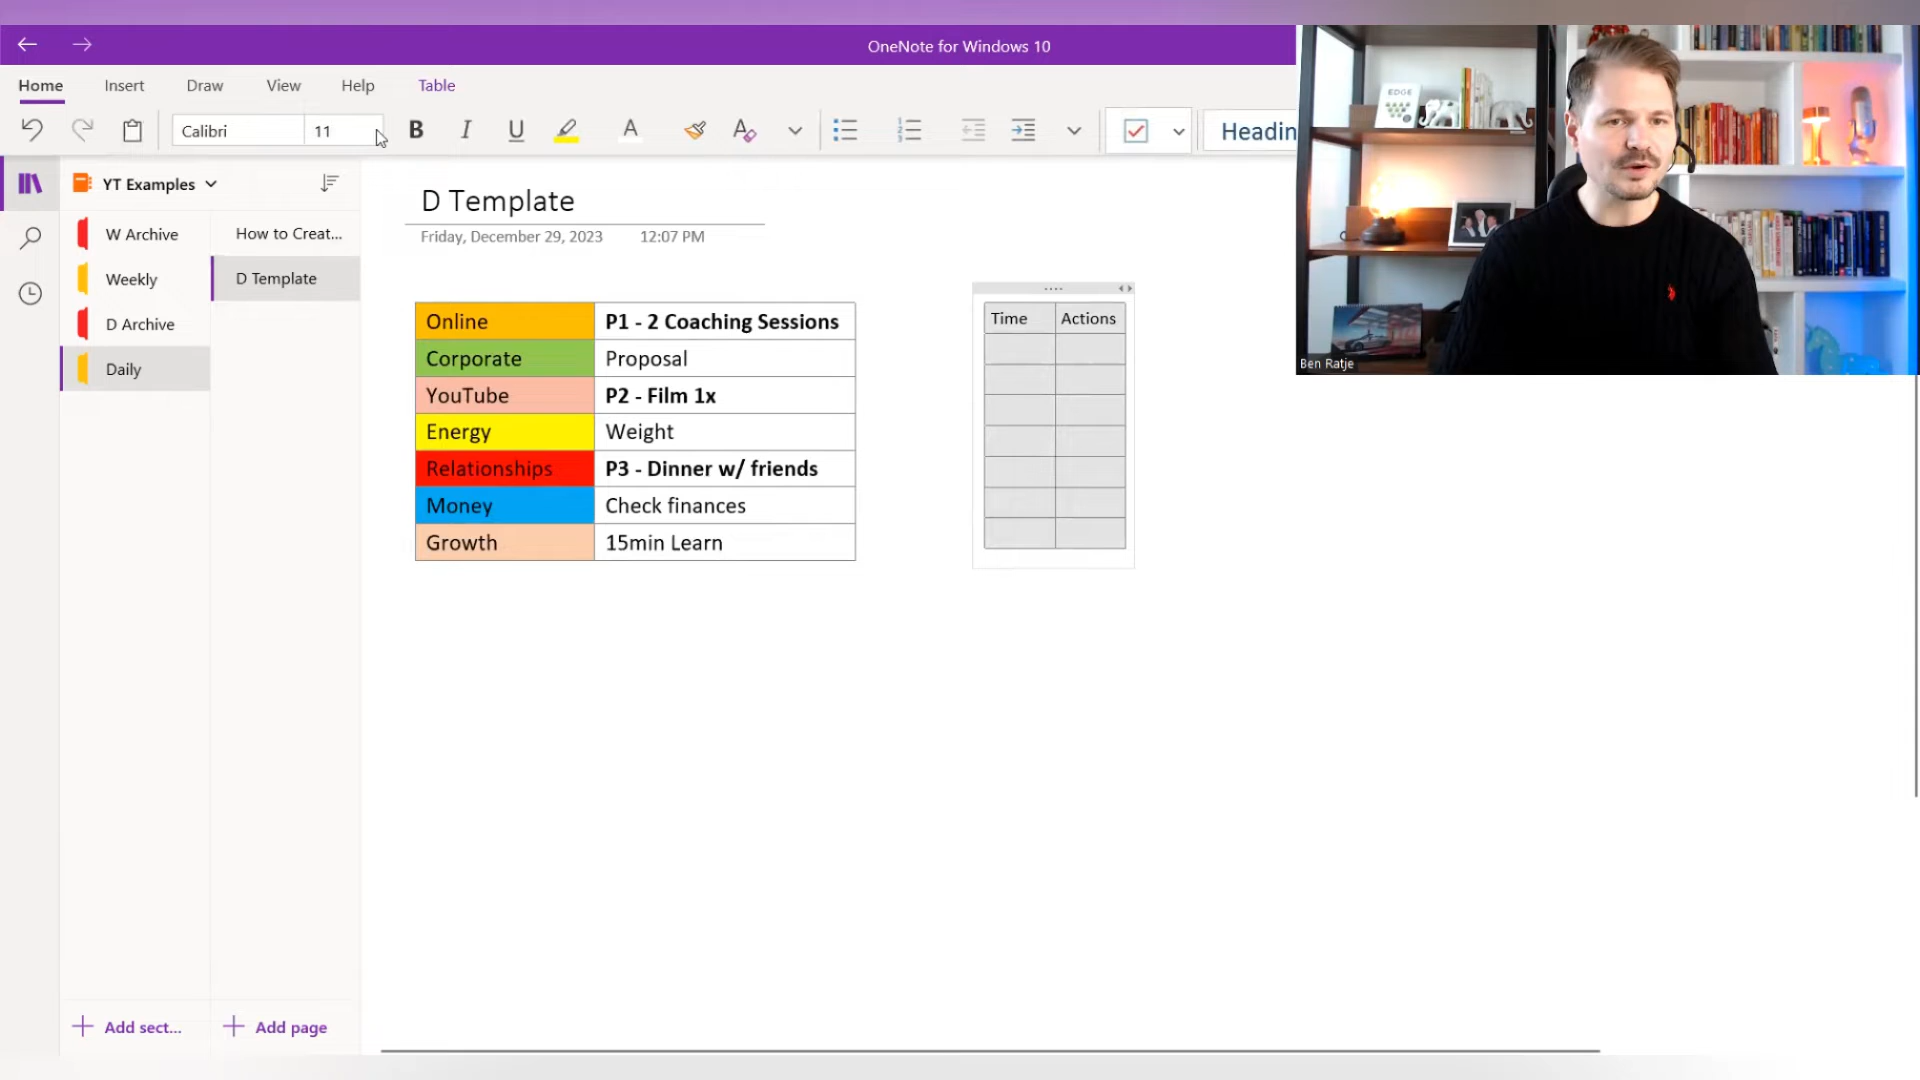 OneNote for Windows 10
Home Insert Draw View Help Table
Calibri 11 B I U A A Headin
YT Examples
W Archive
Weekly
D Archive
Daily
How to Creat...
D Template
D Template
Friday, December 29, 2023 12:07 PM
Online P1 - 2 Coaching Sessions
Corporate Proposal
YouTube P2 - Film 1x
Energy Weight
Relationships P3 - Dinner w/ friends
Money Check finances
Growth 15min Learn
Time Actions
EDGE
Ben Ratje
Add sect... Add page